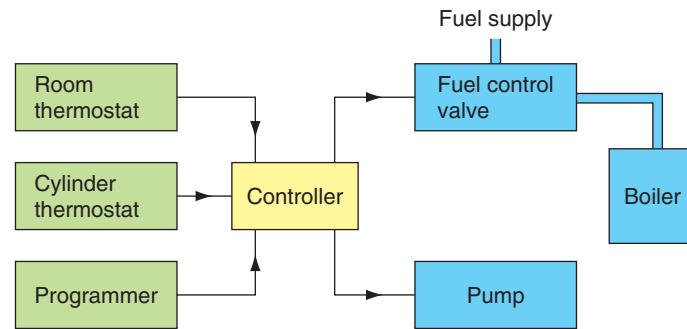 Fuel supply
Room
thermostat
Fuel control
valve
Cylinder
thermostat
Controller
Boiler
Programmer
Pump